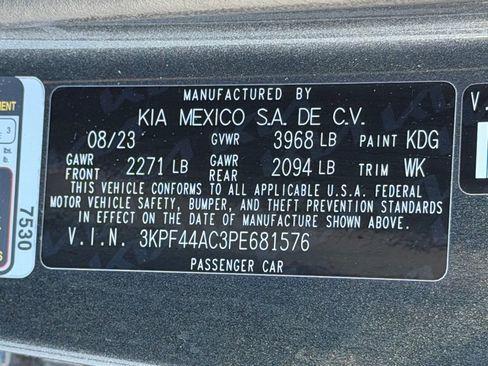 MANUFACTURED BY
KIA MEXICO S.A. DE C.V.
08/23 GVWR 3968 LB PAINT KDG
GAWR FRONT 2271 LB GAWR REAR 2094 LB TRIM WK
THIS VEHICLE CONFORMS TO ALL APPLICABLE U.S.A. FEDERAL
MOTOR VEHICLE SAFETY, BUMPER, AND THEFT PREVENTION STANDARDS
IN EFFECT ON THE DATE OF MANUFACTURE SHOWN ABOVE.
V.I.N. 3KPF44AC3PE681576
PASSENGER CAR
7530
3
V.